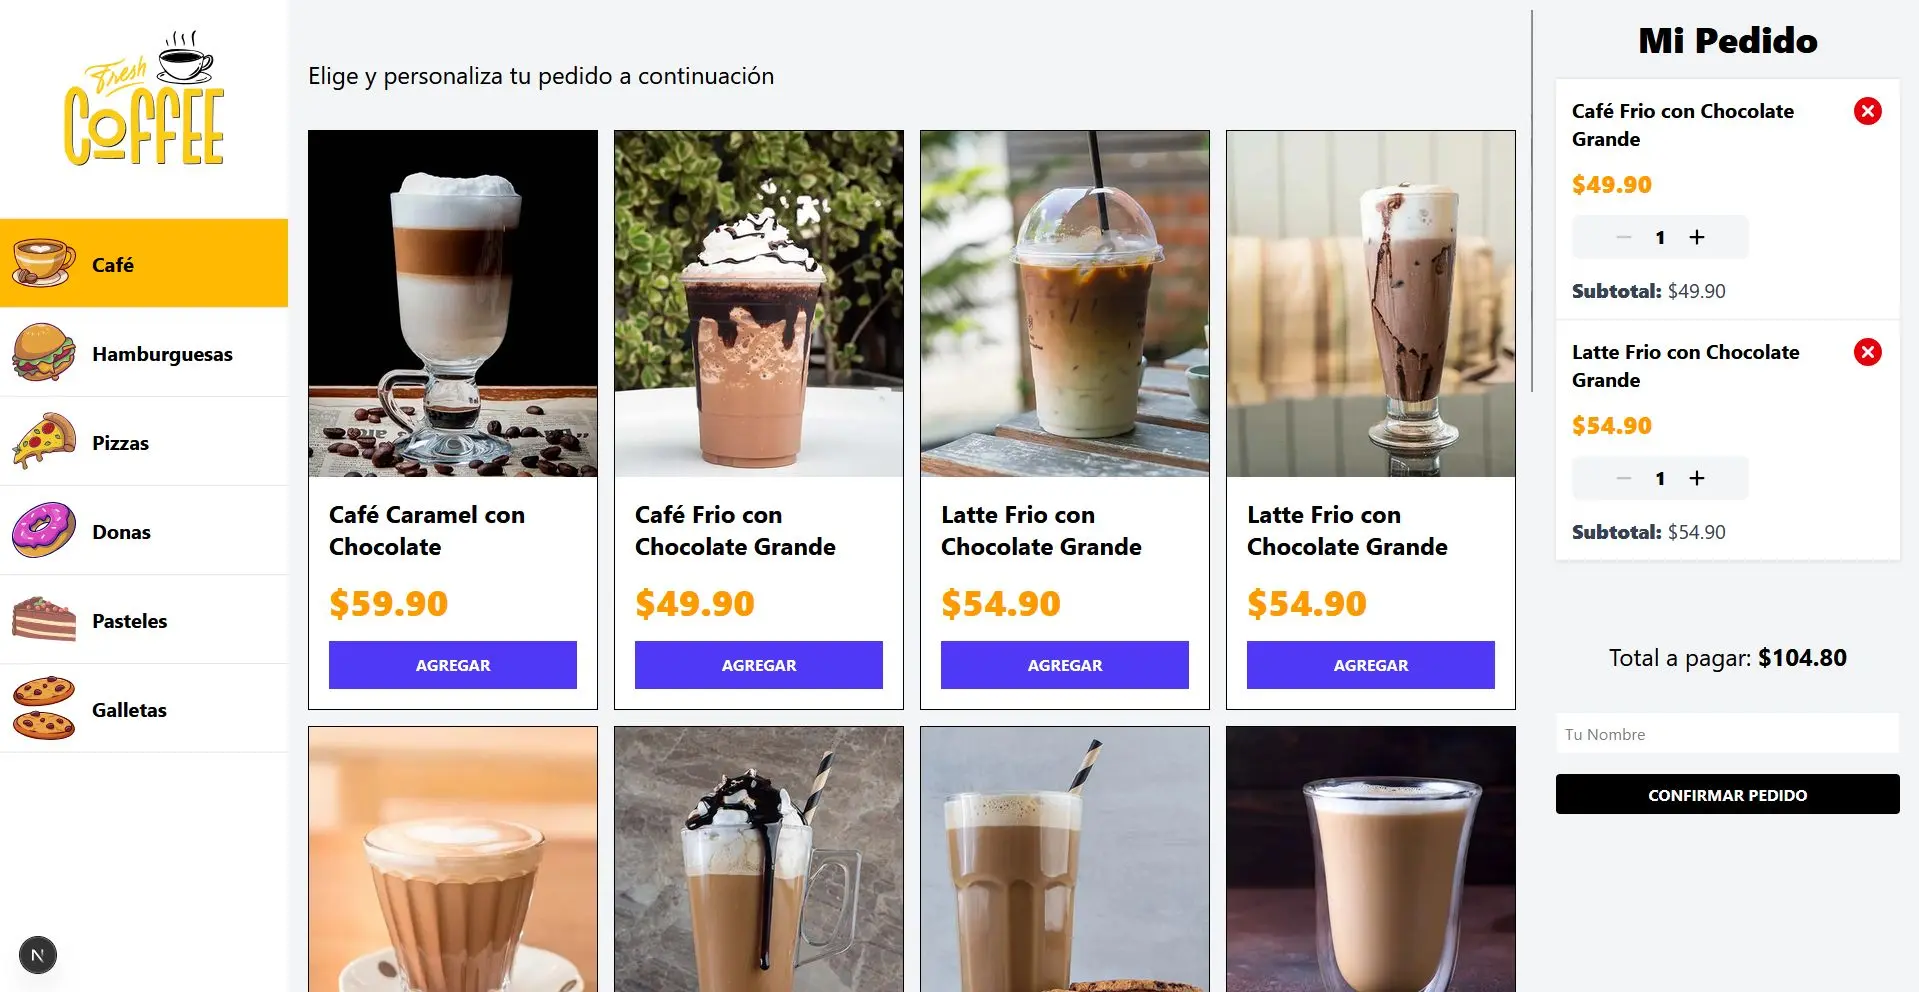 Fresh
COFFEE
Café
Hamburguesas
Pizzas
Donas
Pasteles
Galletas
N
Elige y personaliza tu pedido a continuación
Café Caramel con
Chocolate
$59.90
AGREGAR
Café Frio con
Chocolate Grande
$49.90
AGREGAR
Latte Frio con
Chocolate Grande
$54.90
AGREGAR
Latte Frio con
Chocolate Grande
$54.90
AGREGAR
Mi Pedido
Café Frio con Chocolate
Grande
$49.90
1
Subtotal: $49.90
Latte Frio con Chocolate
Grande
$54.90
1
Subtotal: $54.90
Total a pagar: $104.80
Tu Nombre
CONFIRMAR PEDIDO